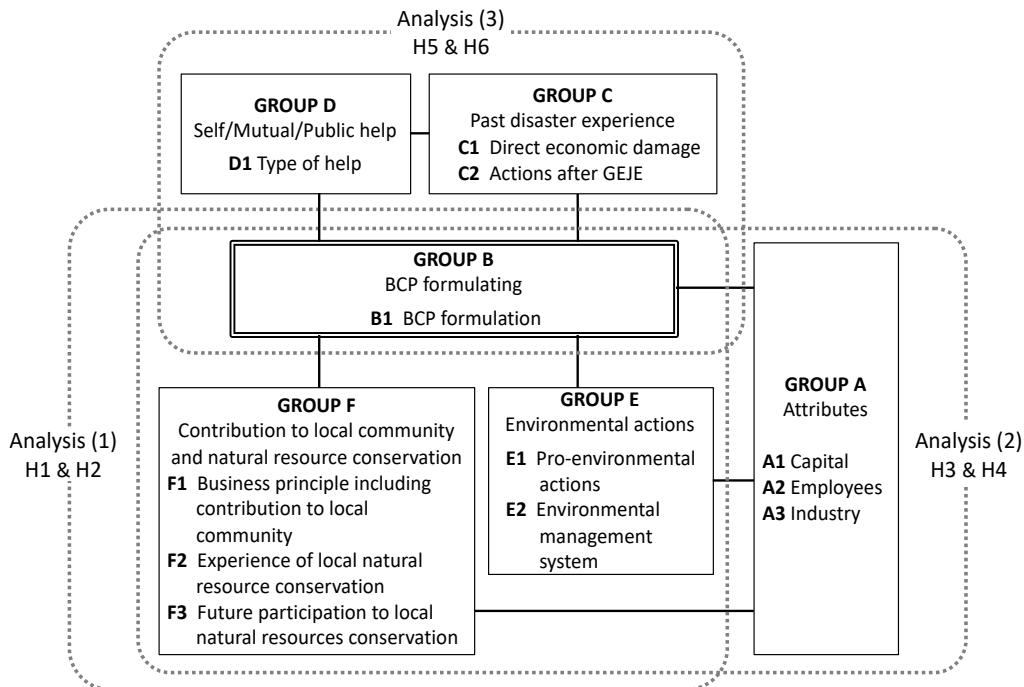 Analysis (3)
H5 & H6
GROUP D
Self/Mutual/Public help
D1 Type of help
GROUP C
Past disaster experience
C1 Direct economic damage
C2 Actions after GEJE
GROUP B
BCP formulating
B1 BCP formulation
Analysis (1)
H1 & H2
GROUP F
Contribution to local community
and natural resource conservation
F1 Business principle including
contribution to local
community
F2 Experience of local natural
resource conservation
F3 Future participation to local
natural resources conservation
GROUP E
Environmental actions
E1 Pro-environmental
actions
E2 Environmental
management
system
GROUP A
Attributes
A1 Capital
A2 Employees
A3 Industry
Analysis (2)
H3 & H4